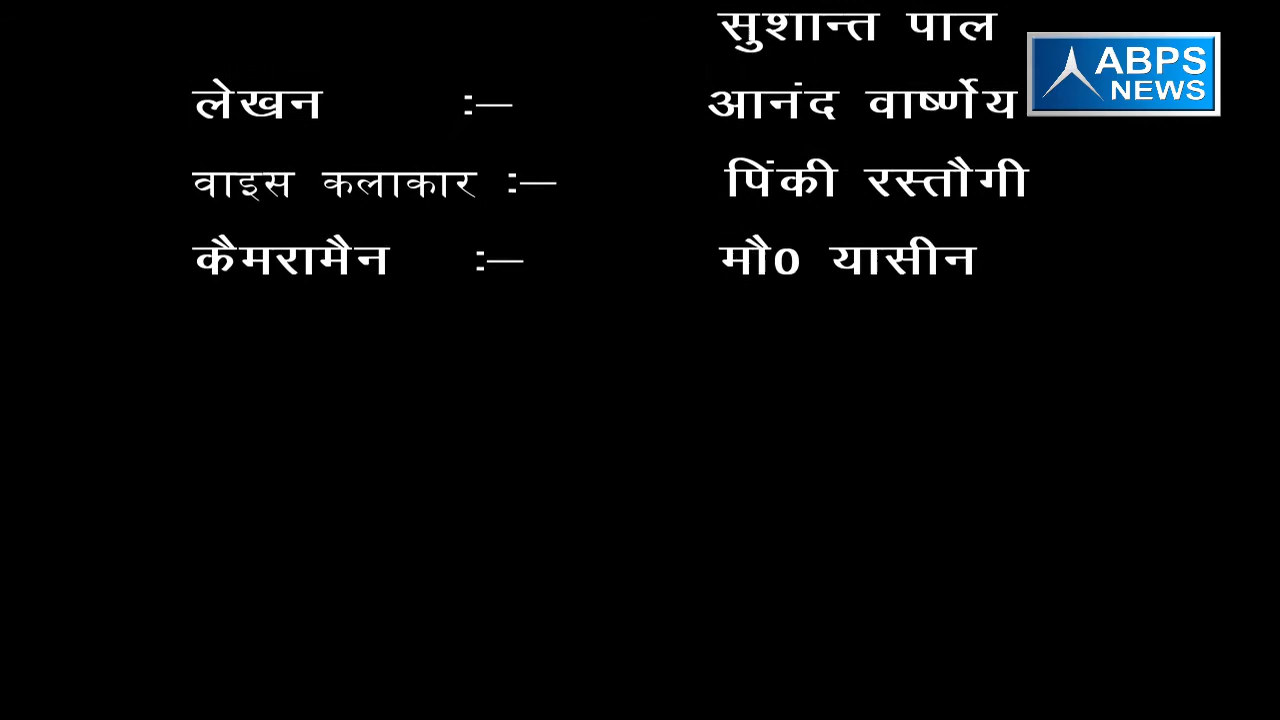 सुशान्त पाल
ABPS
NEWS
लेखन :— आनंद वार्ष्णेय
वाइस कलाकार :— पिंकी रस्तौगी
कैमरामैन :— मौ0 यासीन